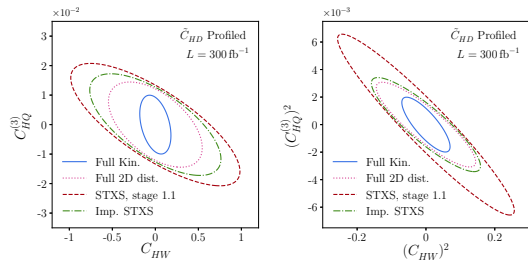 ×10⁻²
C̃_HD Profiled
L = 300 fb⁻¹
C_HQ^(3)
3
2
1
0
-1
-2
-3
Full Kin.
Full 2D dist.
STXS, stage 1.1
Imp. STXS
-1
-0.5
0
0.5
1
C_HW
×10⁻³
C̃_HD Profiled
L = 300 fb⁻¹
(C_HQ^(3))²
6
4
2
0
-2
-4
-6
Full Kin.
Full 2D dist.
STXS, stage 1.1
Imp. STXS
-0.2
0
0.2
(C_HW)²